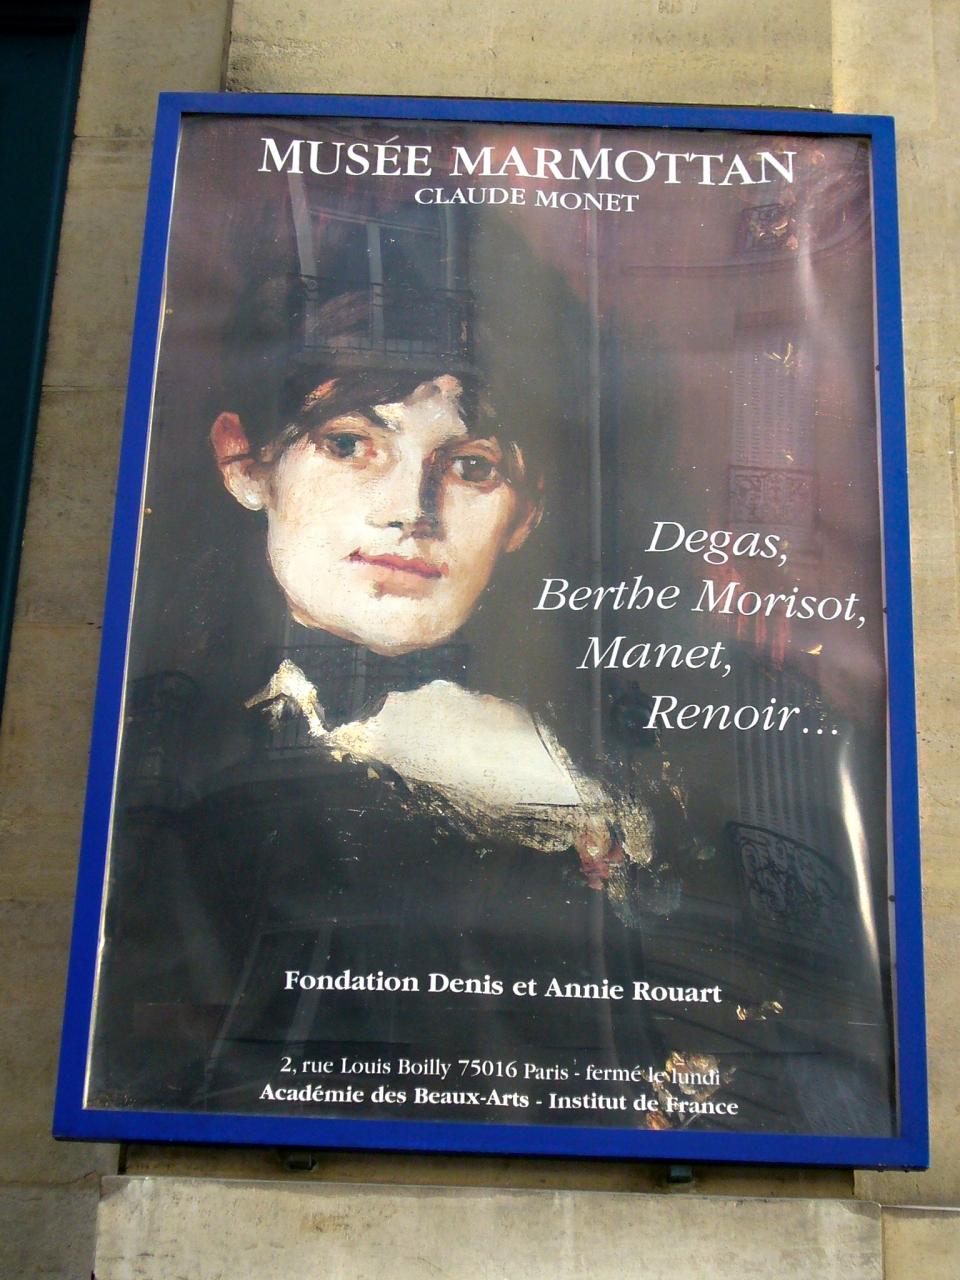 MUSÉE MARMOTTAN
CLAUDE MONET
Degas,
Berthe Morisot,
Manet,
Renoir...
Fondation Denis et Annie Rouart
2, rue Louis Boilly 75016 Paris - fermé le lundi
Académie des Beaux-Arts - Institut de France